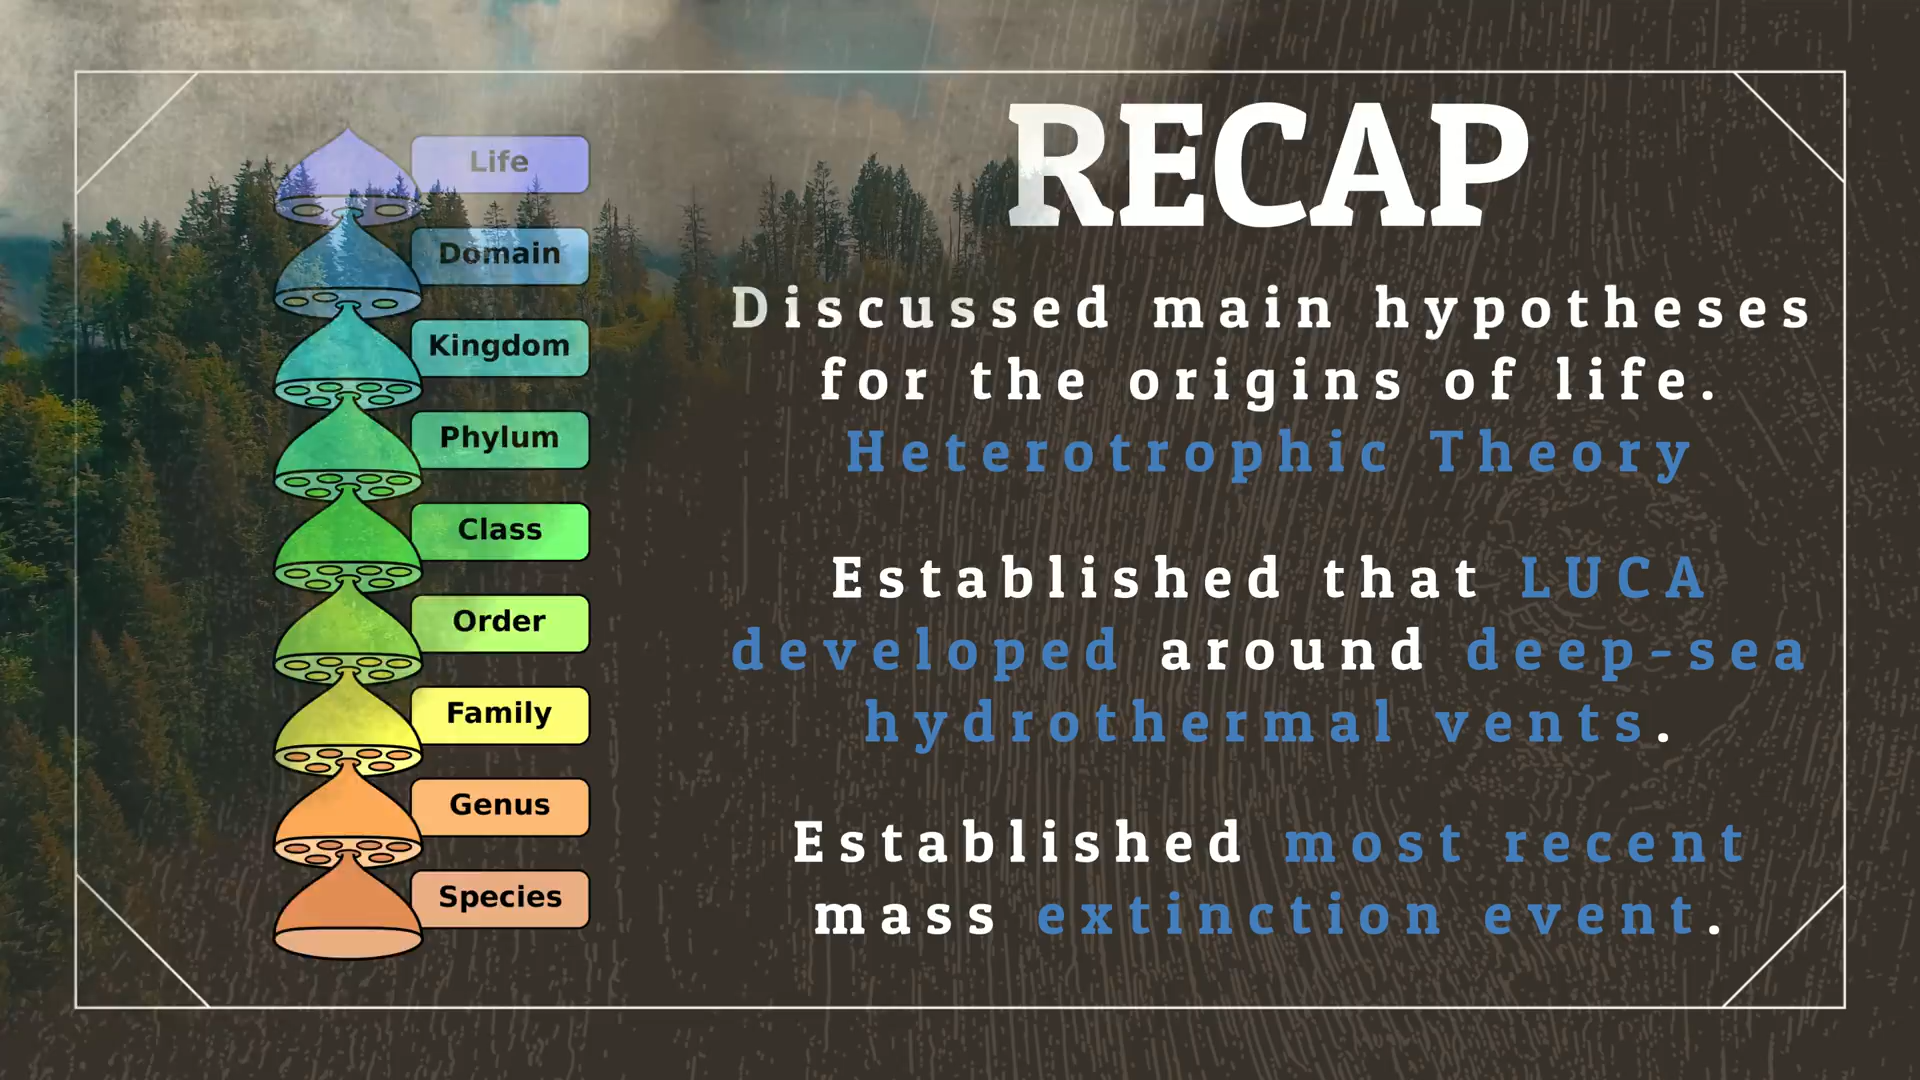 Life
Domain
Kingdom
Phylum
Class
Order
Family
Genus
Species
RECAP
Discussed main hypotheses
for the origins of life.
Heterotrophic Theory
Established that LUCA
developed around deep-sea
hydrothermal vents.
Established most recent
mass extinction event.